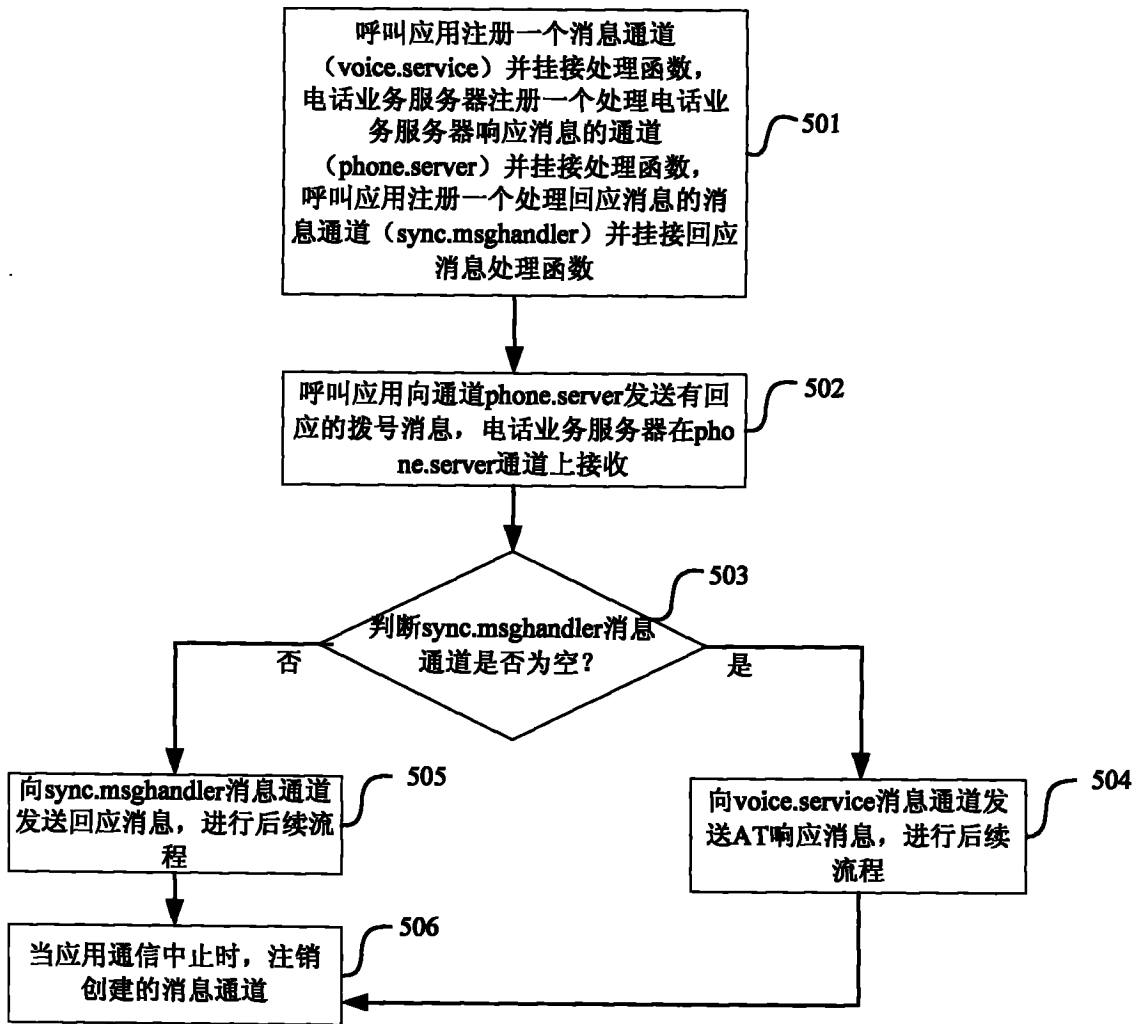 呼叫应用注册一个消息通道
（voice.service）并挂接处理函数，
电话业务服务器注册一个处理电话业
务服务器响应消息的通道
（phone.server）并挂接处理函数，
呼叫应用注册一个处理回应消息的消
息通道（sync.msghandler）并挂接回应
消息处理函数
501
呼叫应用向通道phone.server发送有回
应的拨号消息，电话业务服务器在pho
ne.server通道上接收
502
判断sync.msghandler消息
通道是否为空？
503
否
是
向sync.msghandler消息通道
发送回应消息，进行后续流
程
505
向voice.service消息通道发
送AT响应消息，进行后续
流程
504
当应用通信中止时，注销
创建的消息通道
506